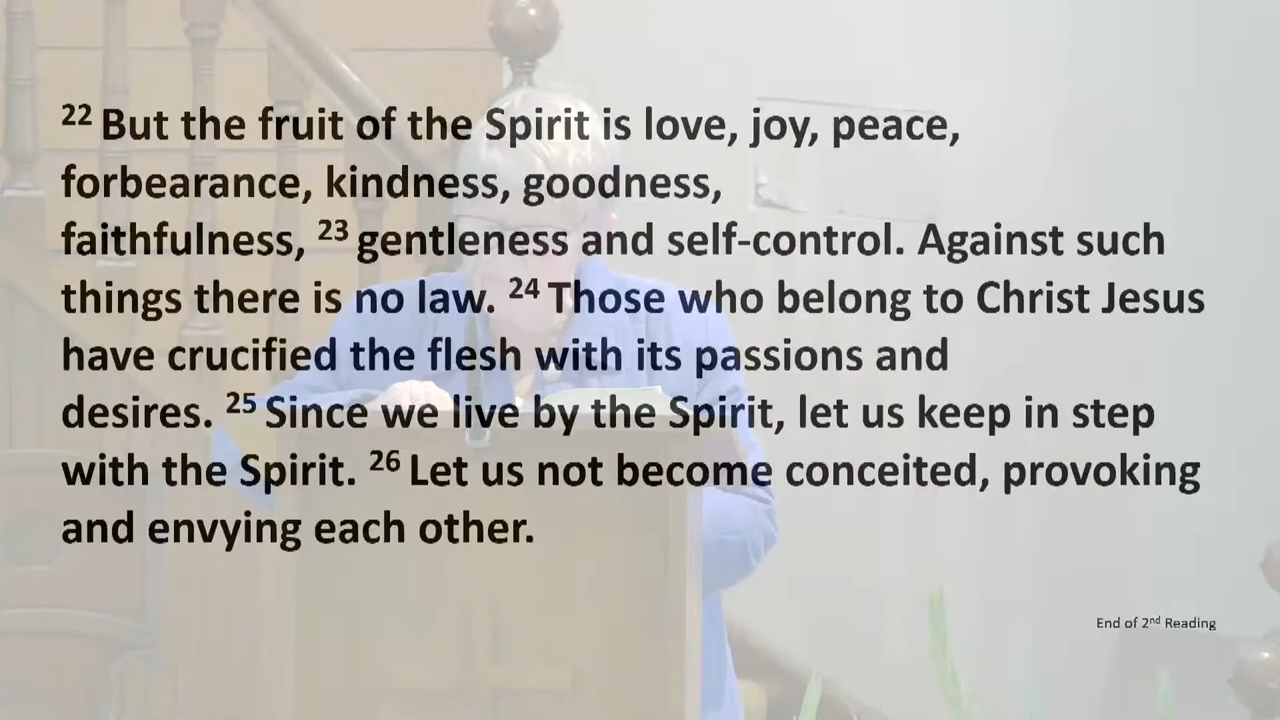 22 But the fruit of the Spirit is love, joy, peace,
forbearance, kindness, goodness,
faithfulness, 23 gentleness and self-control. Against such
things there is no law. 24 Those who belong to Christ Jesus
have crucified the flesh with its passions and
desires. 25 Since we live by the Spirit, let us keep in step
with the Spirit. 26 Let us not become conceited, provoking
and envying each other.
End of 2nd Reading